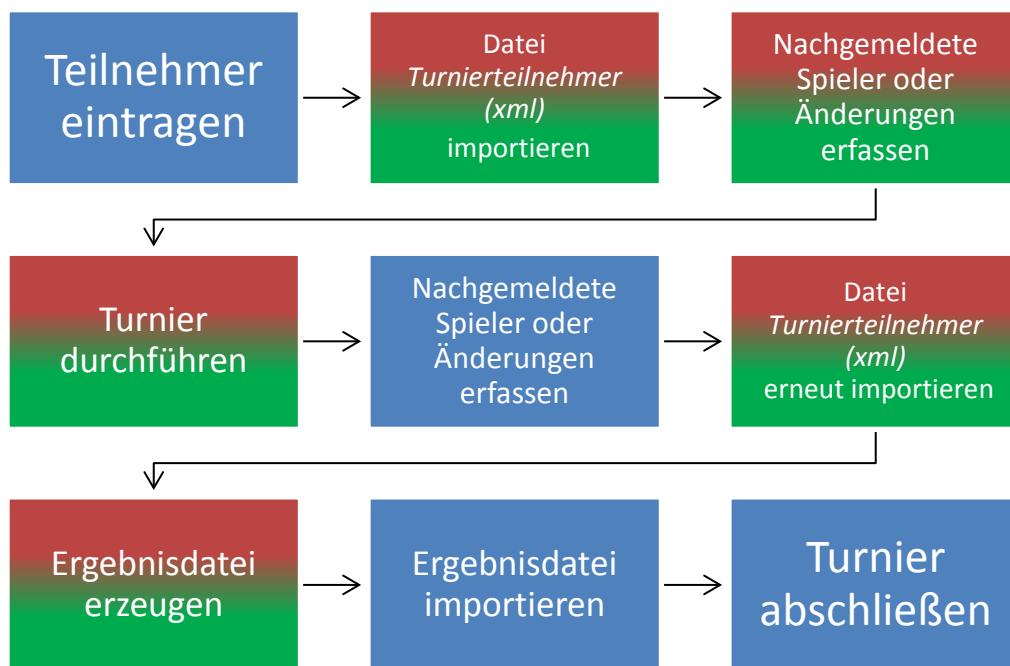 Teilnehmer
eintragen
Datei
Turnierteilnehmer
(xml)
importieren
Nachgemeldete
Spieler oder
Änderungen
erfassen
Turnier
durchführen
Nachgemeldete
Spieler oder
Änderungen
erfassen
Datei
Turnierteilnehmer
(xml)
erneut importieren
Ergebnisdatei
erzeugen
Ergebnisdatei
importieren
Turnier
abschließen